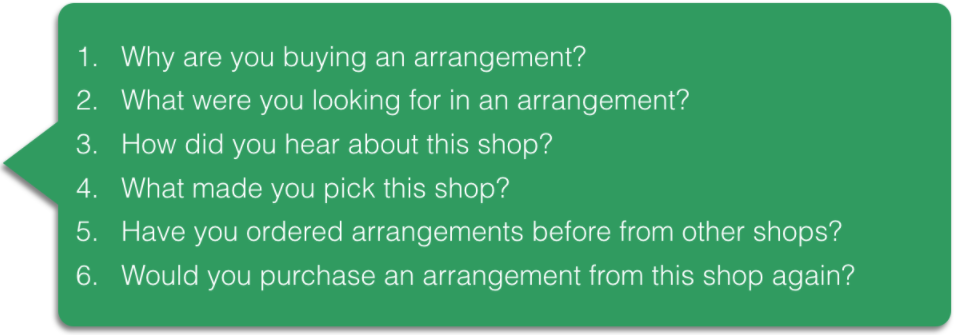 1. Why are you buying an arrangement?
2. What were you looking for in an arrangement?
3. How did you hear about this shop?
4. What made you pick this shop?
5. Have you ordered arrangements before from other shops?
6. Would you purchase an arrangement from this shop again?